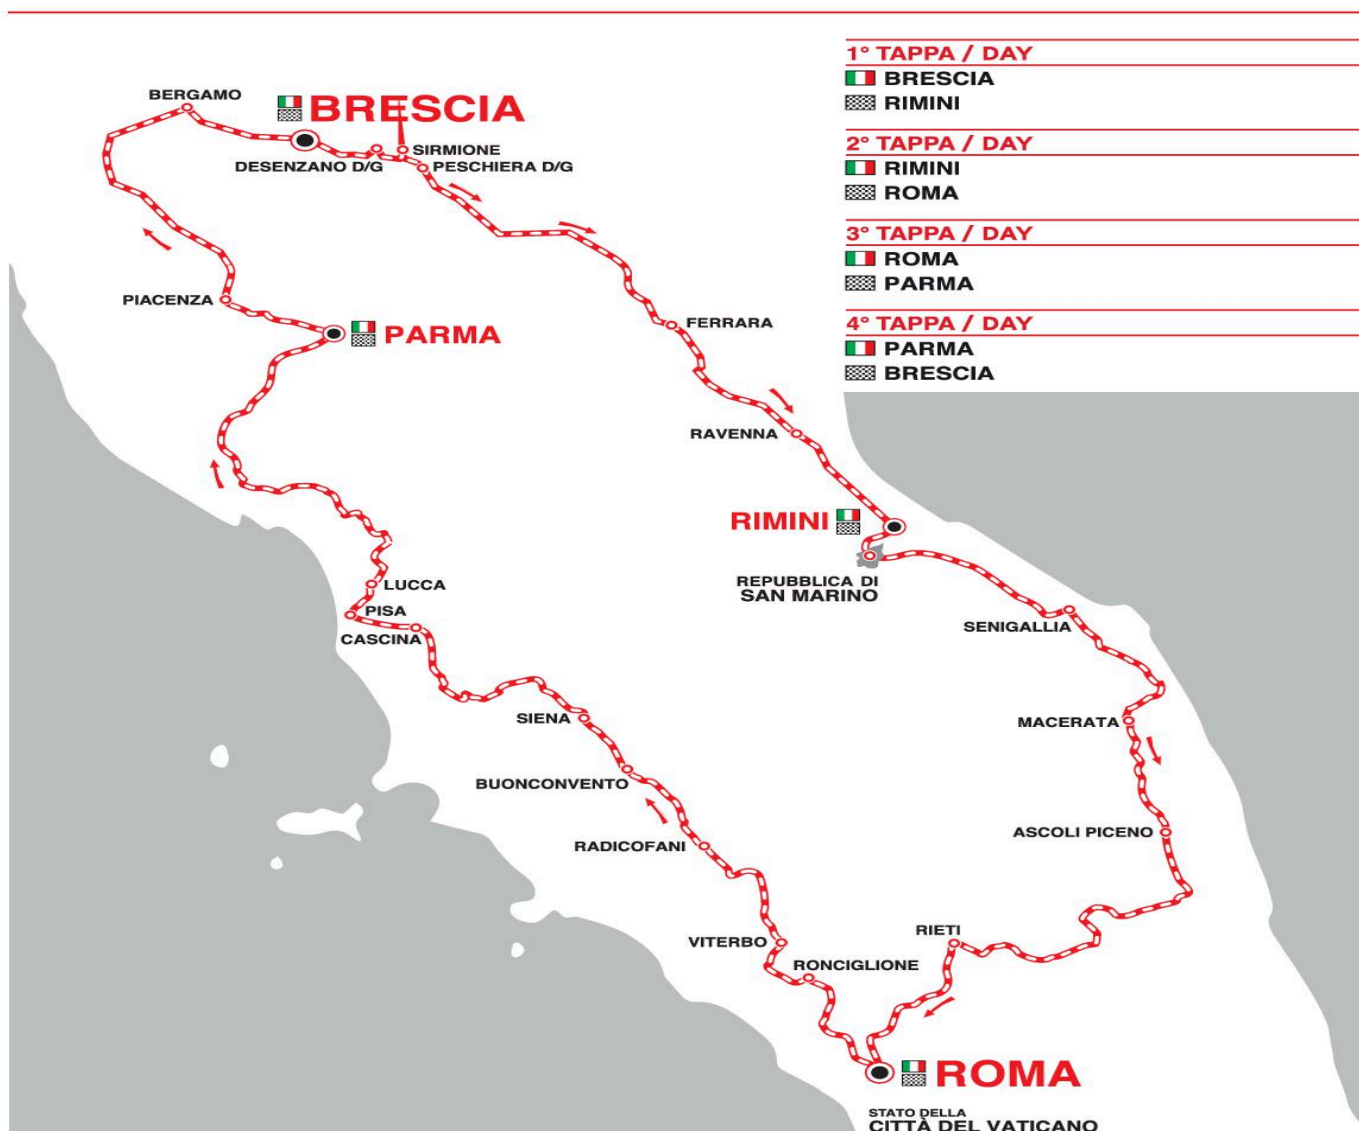 1° TAPPA / DAY
BRESCIA
RIMINI
2° TAPPA / DAY
RIMINI
ROMA
3° TAPPA / DAY
ROMA
PARMA
4° TAPPA / DAY
PARMA
BRESCIA
BERGAMO
BRESCIA
SIRMIONE
DESENZANO D/G
PESCHIERA D/G
PIACENZA
PARMA
FERRARA
RAVENNA
RIMINI
REPUBBLICA DI
SAN MARINO
LUCCA
PISA
CASCINA
SENIGALLIA
SIENA
MACERATA
BUONCONVENTO
ASCOLI PICENO
RADICOFANI
RIETI
VITERBO
RONCIGLIONE
ROMA
STATO DELLA
CITTÀ DEL VATICANO